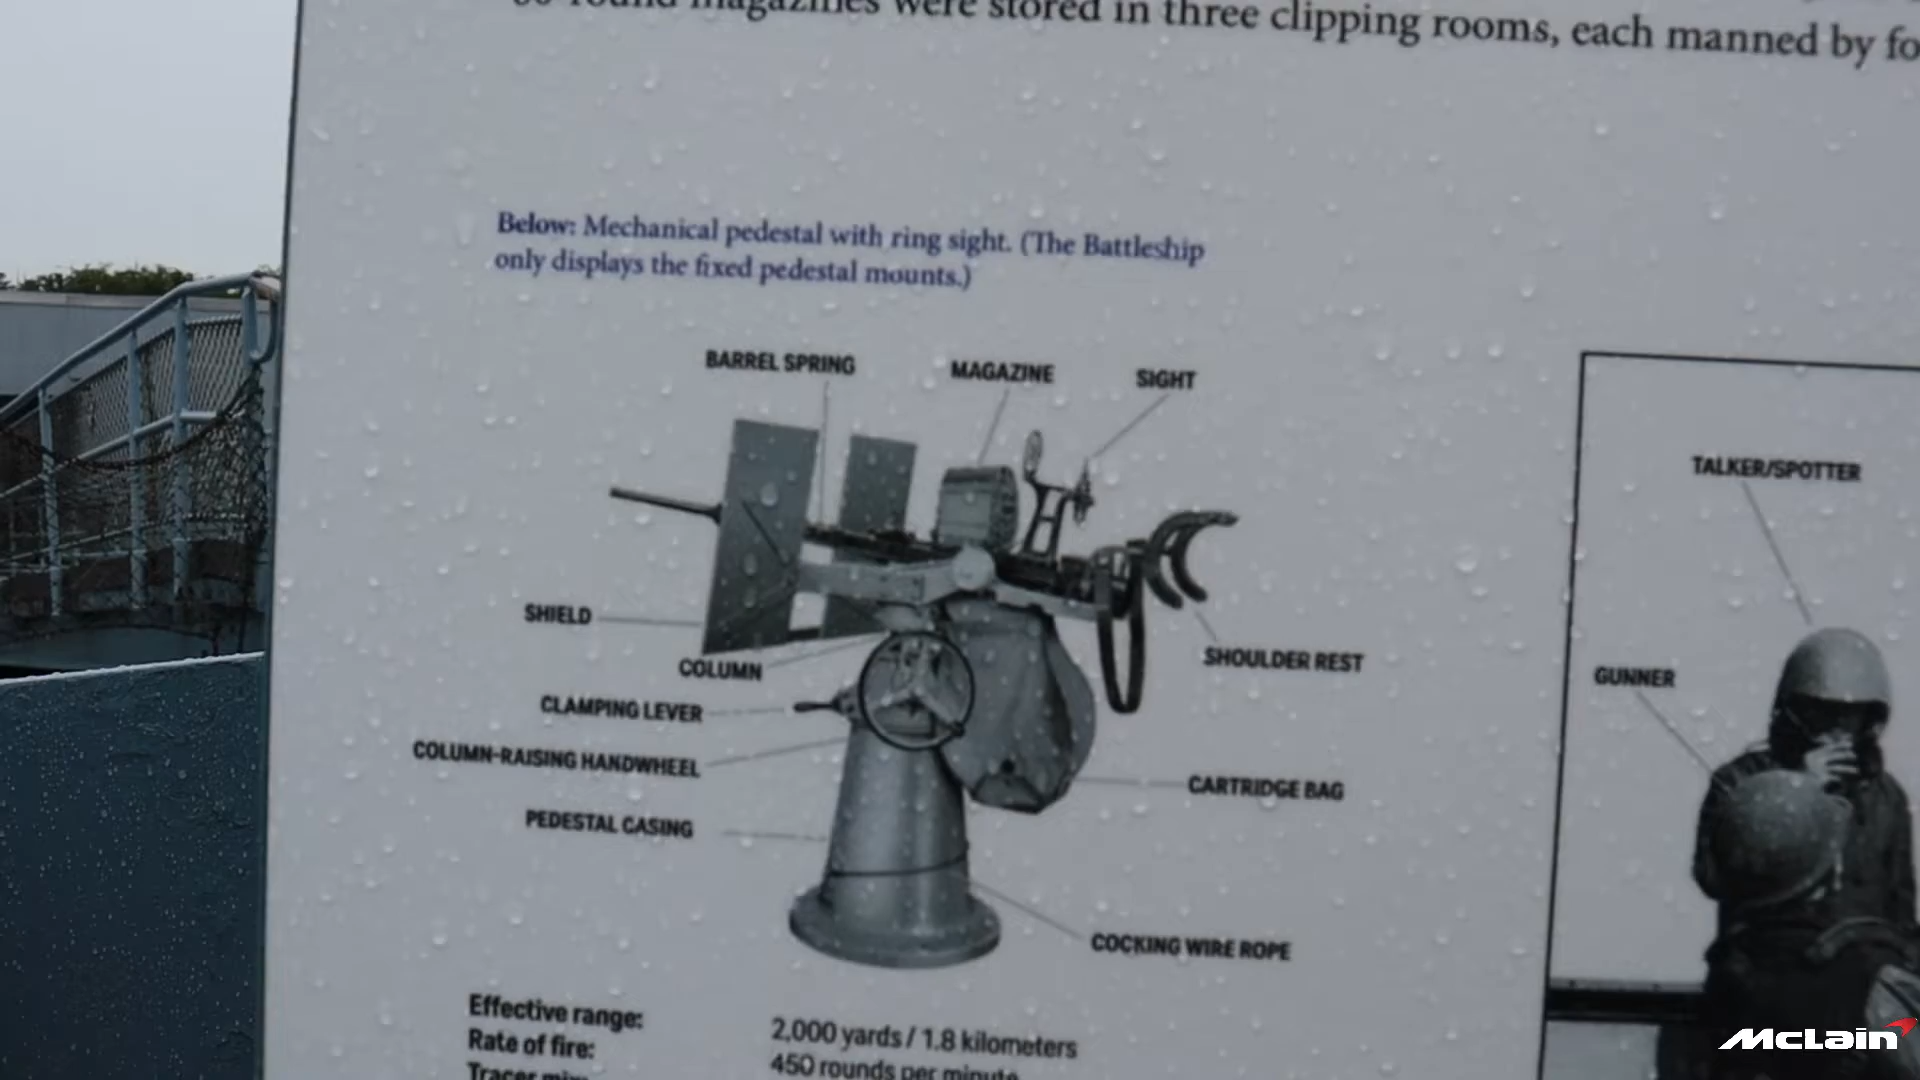 magazines were stored in three clipping rooms, each manned by fo
Below: Mechanical pedestal with ring sight. (The Battleship
only displays the fixed pedestal mounts.)
BARREL SPRING
MAGAZINE
SIGHT
TALKER/SPOTTER
SHIELD
COLUMN
SHOULDER REST
GUNNER
CLAMPING LEVER
COLUMN-RAISING HANDWHEEL
CARTRIDGE BAG
PEDESTAL CASING
COCKING WIRE ROPE
Effective range: 2,000 yards / 1.8 kilometers
Rate of fire: 450 rounds per minute
Tracer
McLain